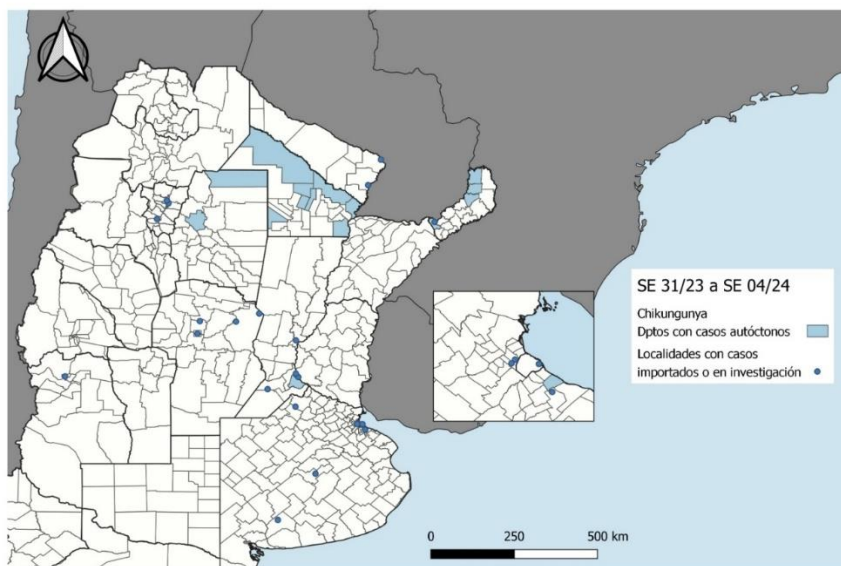 SE 31/23 a SE 04/24
Chikungunya
Dptos con casos autóctonos
Localidades con casos
importados o en investigación
0 250 500 km